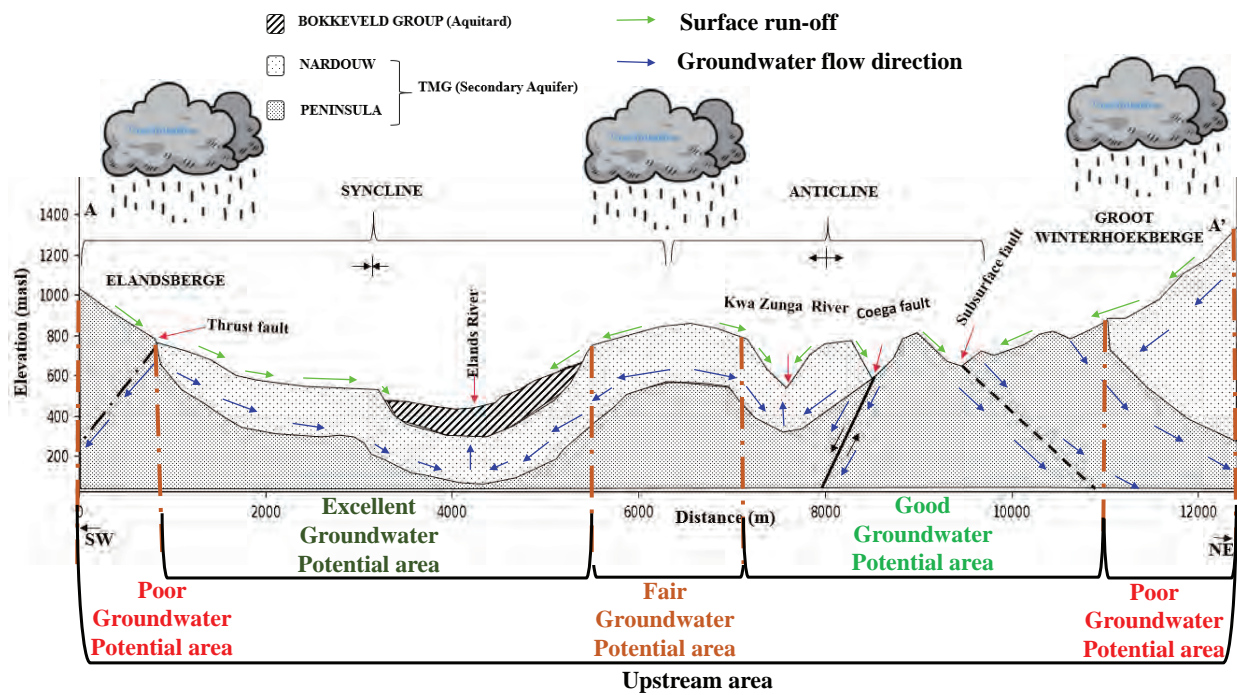 BOKKEVELD GROUP (Aquitard)
NARDOUW
PENINSULA
TMG (Secondary Aquifer)
Surface run-off
Groundwater flow direction
SYNCLINE
ANTICLINE
GROOT
WINTERHOEKBERGE
A
A'
ELANDSBERGE
Thrust fault
Elands River
Kwa Zunga River
Coega fault
Subsurface fault
Elevation (masl)
1400
1200
1000
800
600
400
200
0
2000
4000
6000
8000
10000
12000
Distance (m)
SW
NE
Excellent
Groundwater
Potential area
Good
Groundwater
Potential area
Poor
Groundwater
Potential area
Fair
Groundwater
Potential area
Poor
Groundwater
Potential area
Upstream area